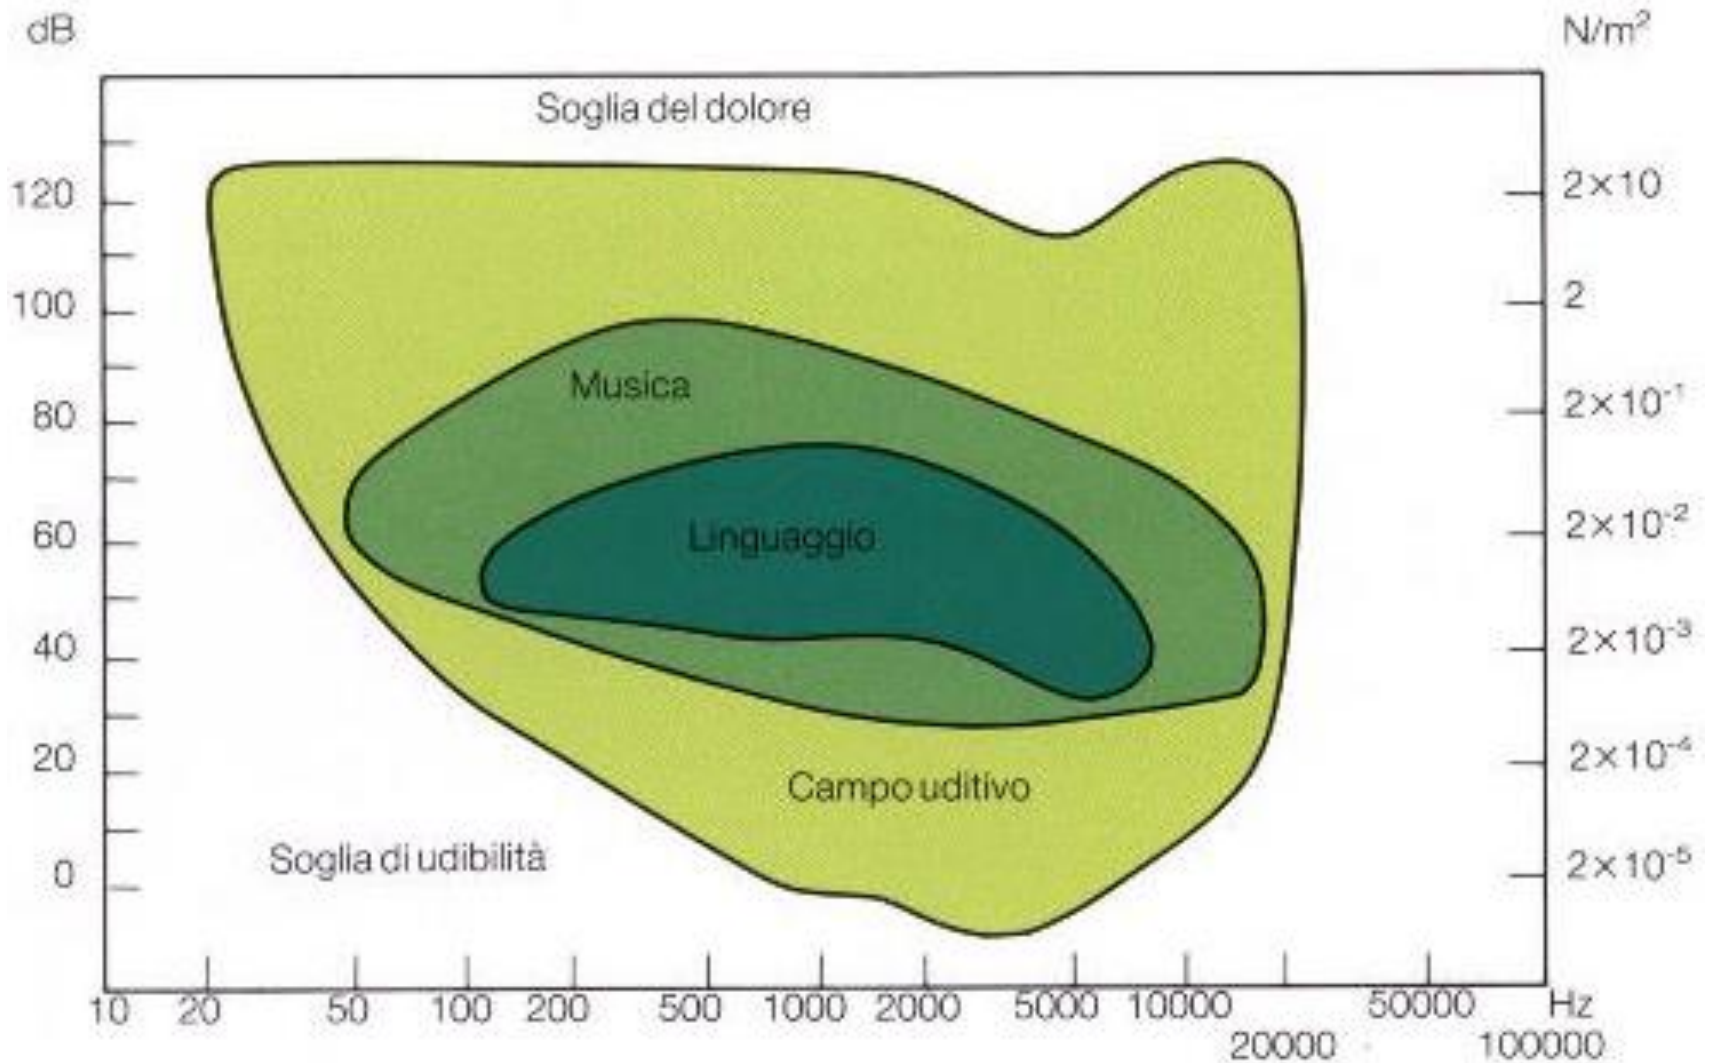 dB
N/m²
Soglia del dolore
120
2×10
100
2
Musica
80
2×10⁻¹
Linguaggio
60
2×10⁻²
40
2×10⁻³
20
2×10⁻⁴
Campo uditivo
Soglia di udibilità
0
2×10⁻⁵
10 20 50 100 200 500 1000 2000 5000 10000 50000 Hz
20000 100000